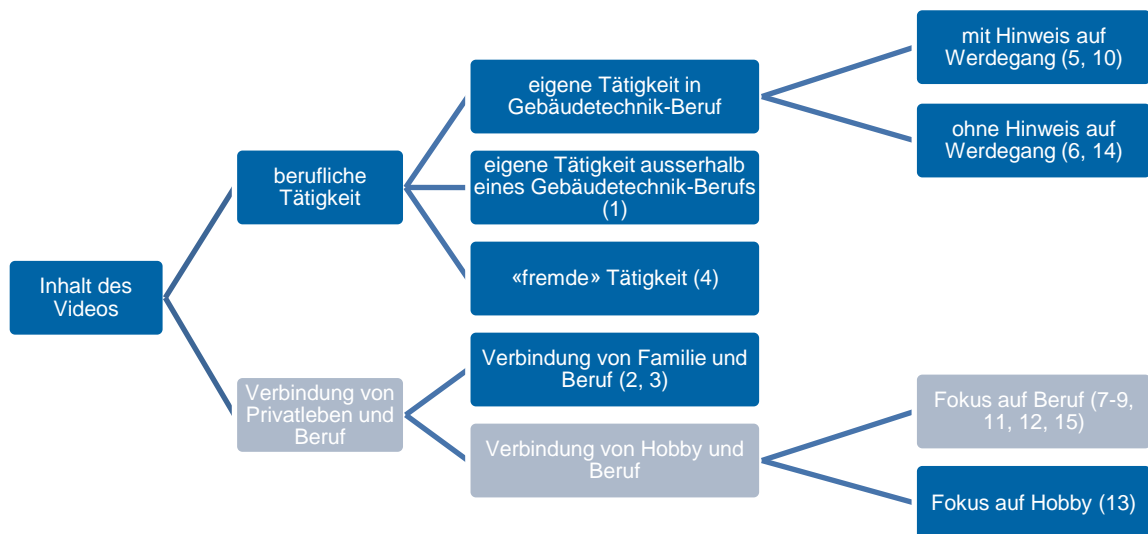 Inhalt des
Videos
berufliche
Tätigkeit
eigene Tätigkeit in
Gebäudetechnik-Beruf
mit Hinweis auf
Werdegang (5, 10)
ohne Hinweis auf
Werdegang (6, 14)
eigene Tätigkeit ausserhalb
eines Gebäudetechnik-Berufs
(1)
«fremde» Tätigkeit (4)
Verbindung von
Privatleben und
Beruf
Verbindung von Familie und
Beruf (2, 3)
Verbindung von Hobby und
Beruf
Fokus auf Beruf (7-9,
11, 12, 15)
Fokus auf Hobby (13)